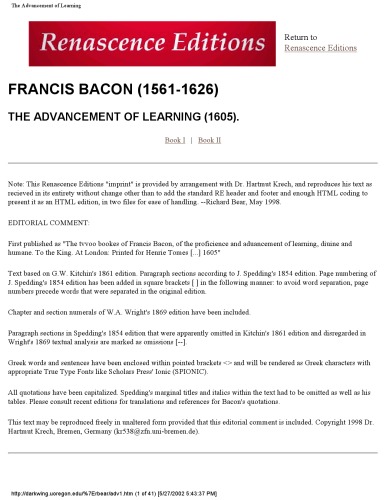 The Advancement of Learning
Renascence Editions
Return to
Renascence Editions
FRANCIS BACON (1561-1626)
THE ADVANCEMENT OF LEARNING (1605).
Book I | Book II
Note: This Renascence Editions "imprint" is provided by arrangement with Dr. Hartmut Krech, and reproduces his text as
recieved in its entirety without change other than to add the standard RE header and footer and enough HTML coding to
present it as an HTML edition, in two files for ease of handling. --Richard Bear, May 1998.
EDITORIAL COMMENT:
First published as "The tvvoo bookes of Francis Bacon, of the proficience and aduancement of learning, diuine and
humane. To the King. At London: Printed for Henrie Tomes [...] 1605"
Text based on G.W. Kitchin's 1861 edition. Paragraph sections according to J. Spedding's 1854 edition. Page numbering of
J. Spedding's 1854 edition has been added in square brackets [ ] in the following manner: to avoid word separation, page
numbers precede words that were separated in the original edition.
Chapter and section numerals of W.A. Wright's 1869 edition have been included.
Paragraph sections in Spedding's 1854 edition that were apparently omitted in Kitchin's 1861 edition and disregarded in
Wright's 1869 textual analysis are marked as omissions [--].
Greek words and sentences have been enclosed within pointed brackets <> and will be rendered as Greek characters with
appropriate True Type Fonts like Scholars Press' Ionic (SPIONIC).
All quotations have been capitalized. Spedding's marginal titles and italics within the text had to be omitted as well as his
tables. Please consult recent editions for translations and references for Bacon's quotations.
This text may be reproduced freely in unaltered form provided that this editorial comment is included. Copyright 1998 Dr.
Hartmut Krech, Bremen, Germany (kr538@zfn.uni-bremen.de).
http://darkwing.uoregon.edu/%7Erbear/adv1.htm (1 of 41) [5/27/2002 5:43:37 PM]